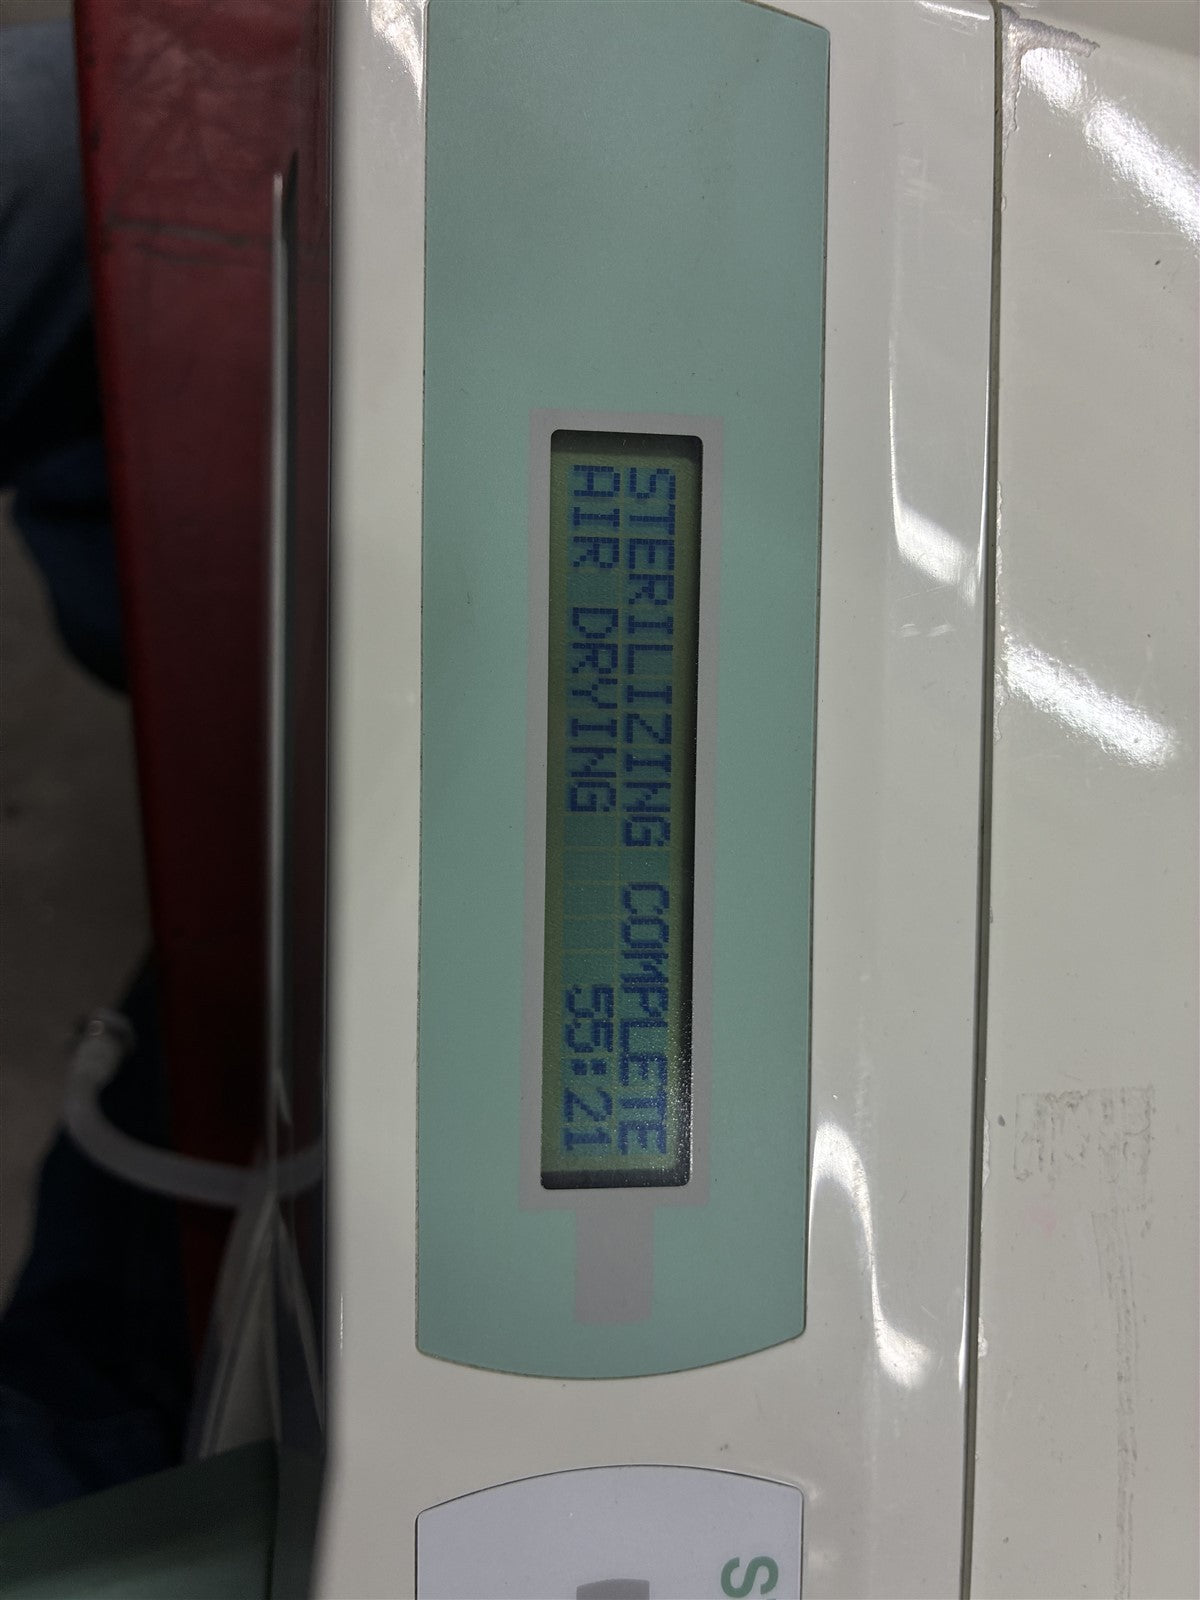 STERILIZING COMPLETE
AIR DRYING 55:21
S